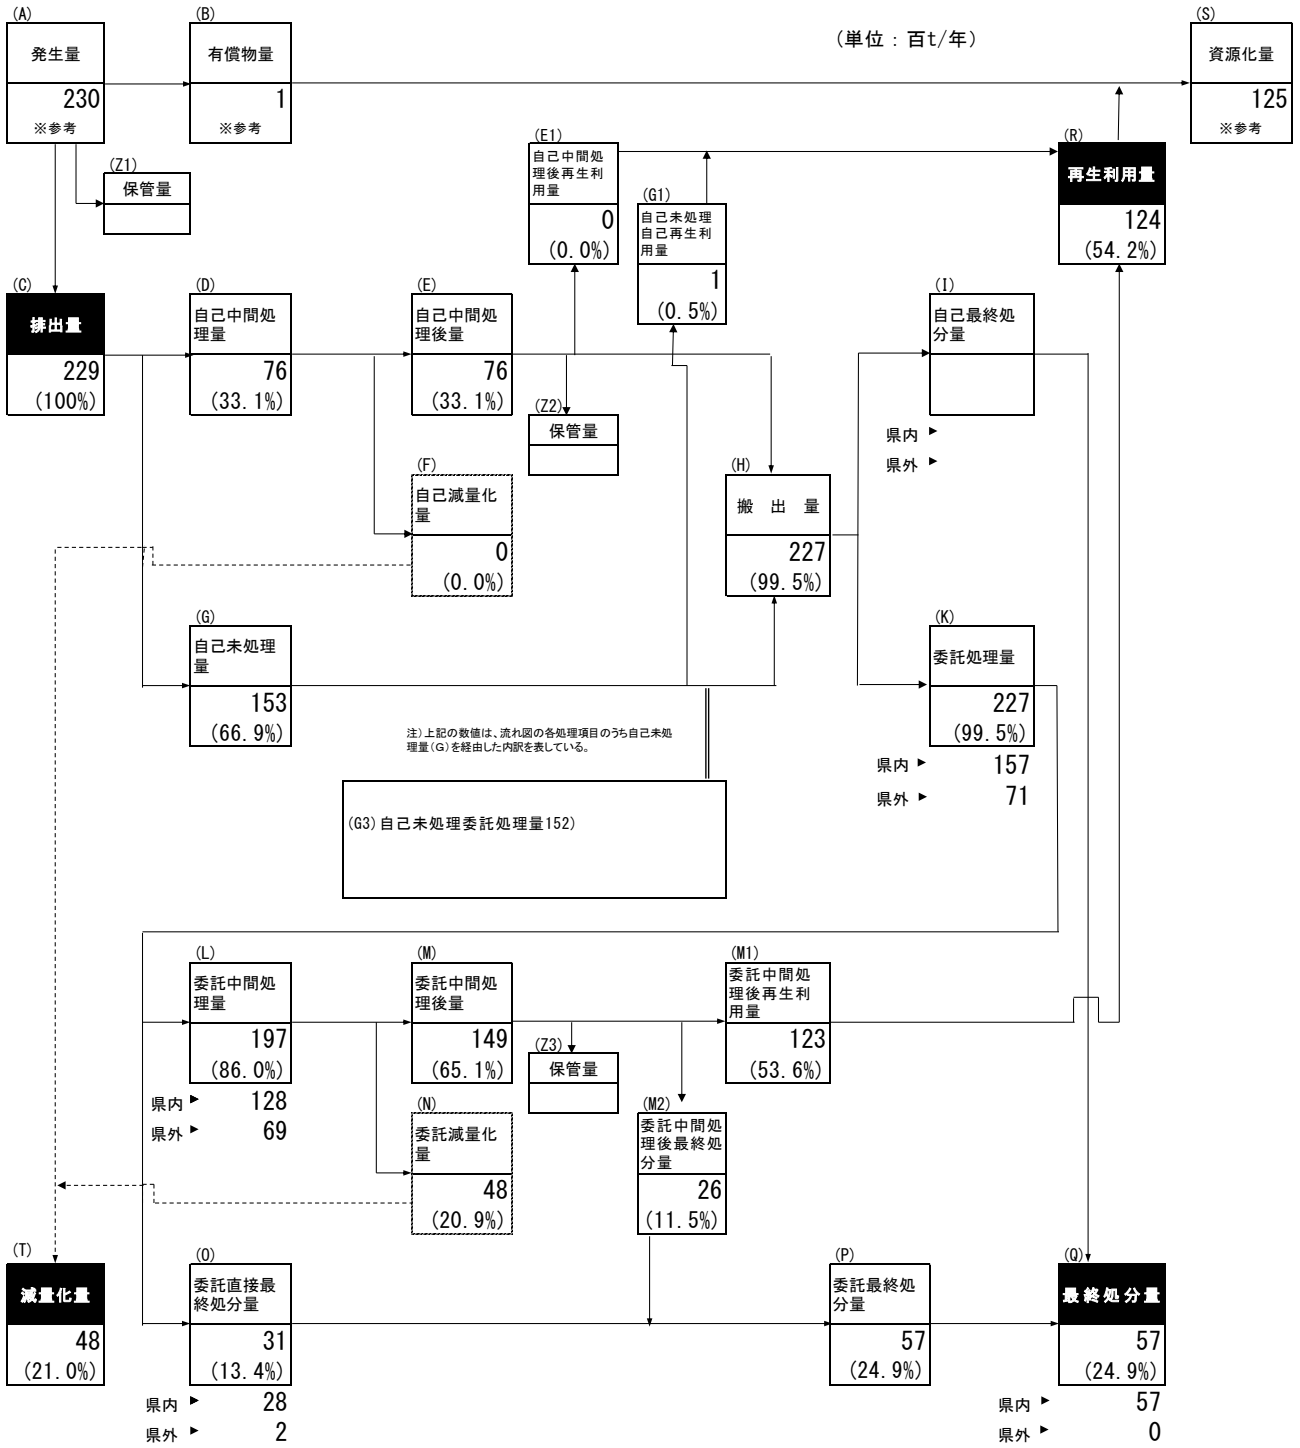 (A)
発生量
230
※参考
(B)
有償物量
1
※参考
(単位：百t/年)
(S)
資源化量
125
※参考
(Z1)
保管量
(E1)
自己中間処
理後再生利
用量
0
(0.0%)
(G1)
自己未処理
自己再生利
用量
1
(0.5%)
(R)
再生利用量
124
(54.2%)
(C)
排出量
229
(100%)
(D)
自己中間処
理量
76
(33.1%)
(E)
自己中間処
理後量
76
(33.1%)
(Z2)
保管量
(I)
自己最終処
分量
県内 ▶
県外 ▶
(F)
自己減量化
量
0
(0.0%)
(H)
搬 出 量
227
(99.5%)
(G)
自己未処理
量
153
(66.9%)
(K)
委託処理量
227
(99.5%)
県内 ▶ 157
県外 ▶ 71
注）上記の数値は、流れ図の各処理項目のうち自己未処
理量（G）を経由した内訳を表している。
(G3)自己未処理委託処理量152)
(L)
委託中間処
理量
197
(86.0%)
県内 ▶ 128
県外 ▶ 69
(M)
委託中間処
理後量
149
(65.1%)
(Z3)
保管量
(M1)
委託中間処
理後再生利
用量
123
(53.6%)
(N)
委託減量化
量
48
(20.9%)
(M2)
委託中間処
理後最終処
分量
26
(11.5%)
(T)
減量化量
48
(21.0%)
(O)
委託直接最
終処分量
31
(13.4%)
県内 ▶ 28
県外 ▶ 2
(P)
委託最終処
分量
57
(24.9%)
(Q)
最終処分量
57
(24.9%)
県内 ▶ 57
県外 ▶ 0